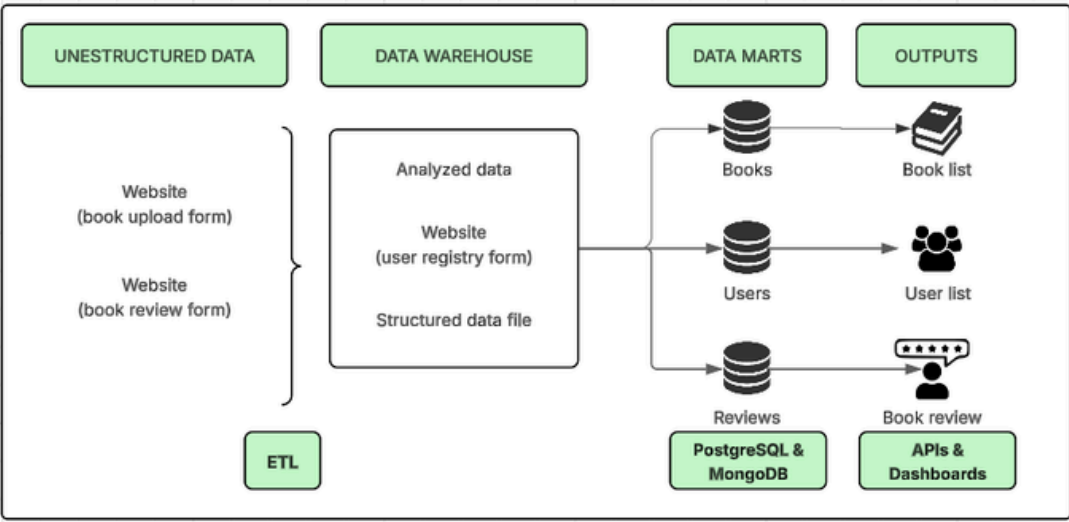 UNESTRUCTURED DATA
DATA WAREHOUSE
DATA MARTS
OUTPUTS
Website
(book upload form)
Website
(book review form)
ETL
Analyzed data
Website
(user registry form)
Structured data file
Books
Users
Reviews
PostgreSQL &
MongoDB
Book list
User list
Book review
APIs &
Dashboards